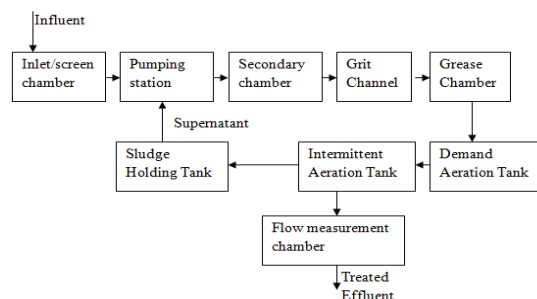 Influent
Inlet/screen
chamber
Pumping
station
Secondary
chamber
Grit
Channel
Grease
Chamber
Supernatant
Sludge
Holding Tank
Intermittent
Aeration Tank
Demand
Aeration Tank
Flow measurement
chamber
Treated
Effluent